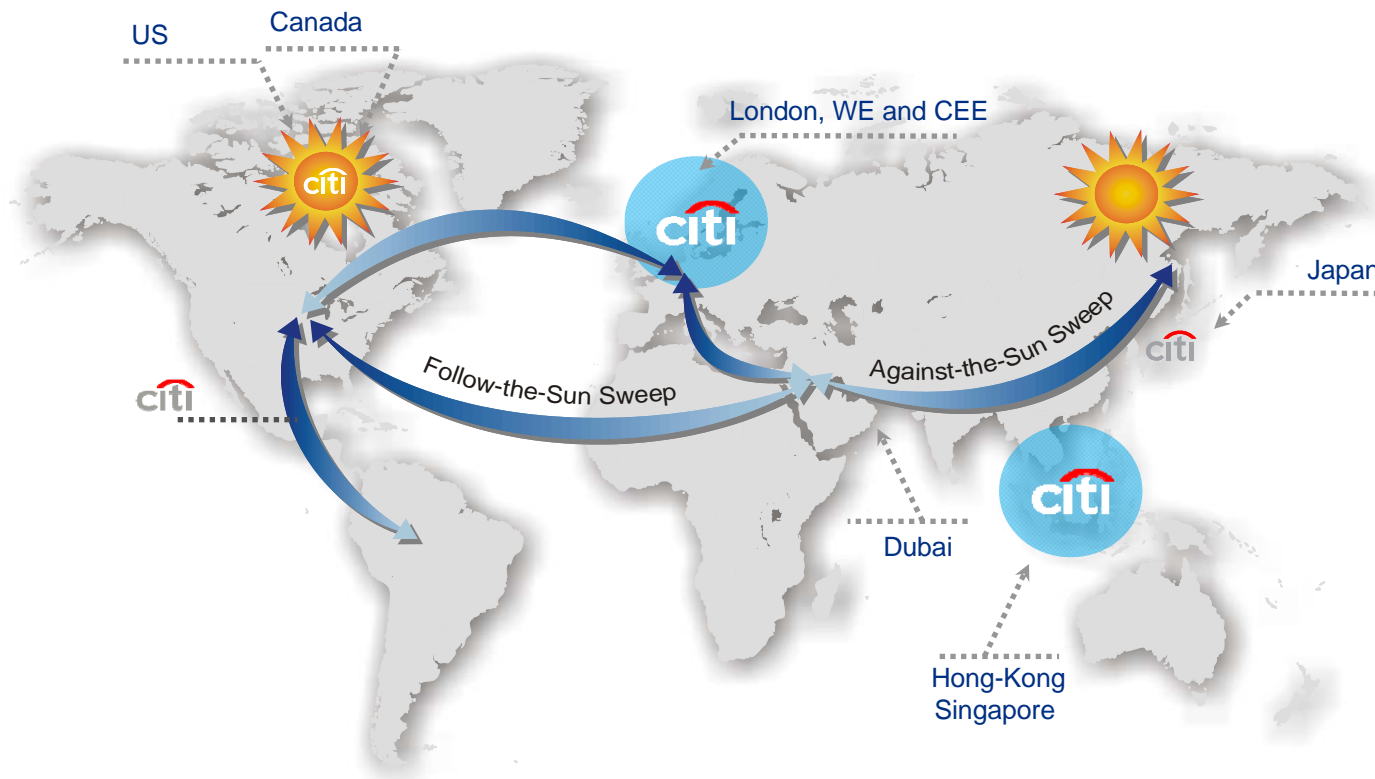 US
Canada
London, WE and CEE
citi
citi
Japan
citi
Against-the-Sun Sweep
Follow-the-Sun Sweep
citi
citi
Dubai
Hong-Kong
Singapore